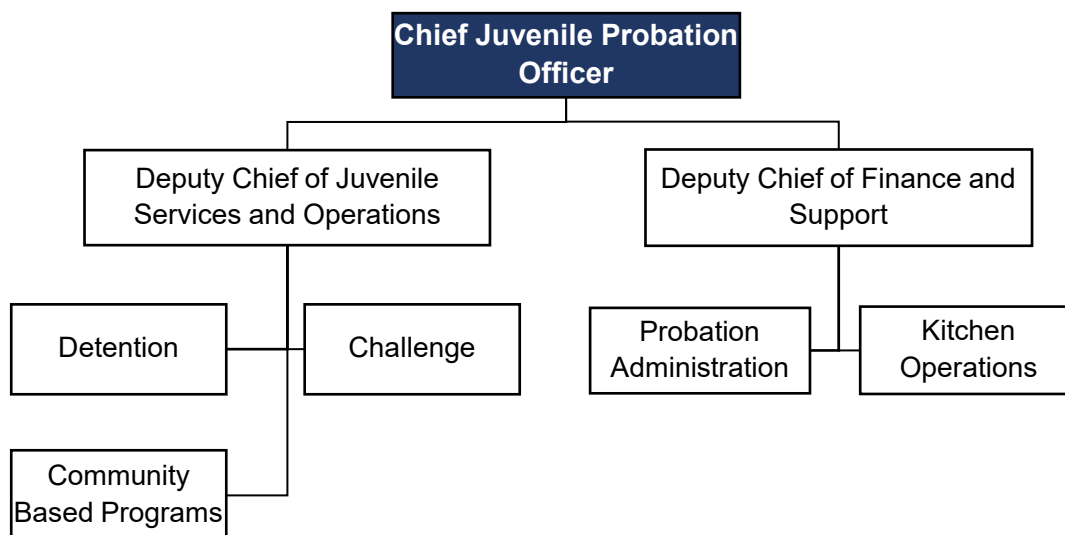 Chief Juvenile Probation
Officer
Deputy Chief of Juvenile
Services and Operations
Deputy Chief of Finance and
Support
Detention
Challenge
Probation
Administration
Kitchen
Operations
Community
Based Programs